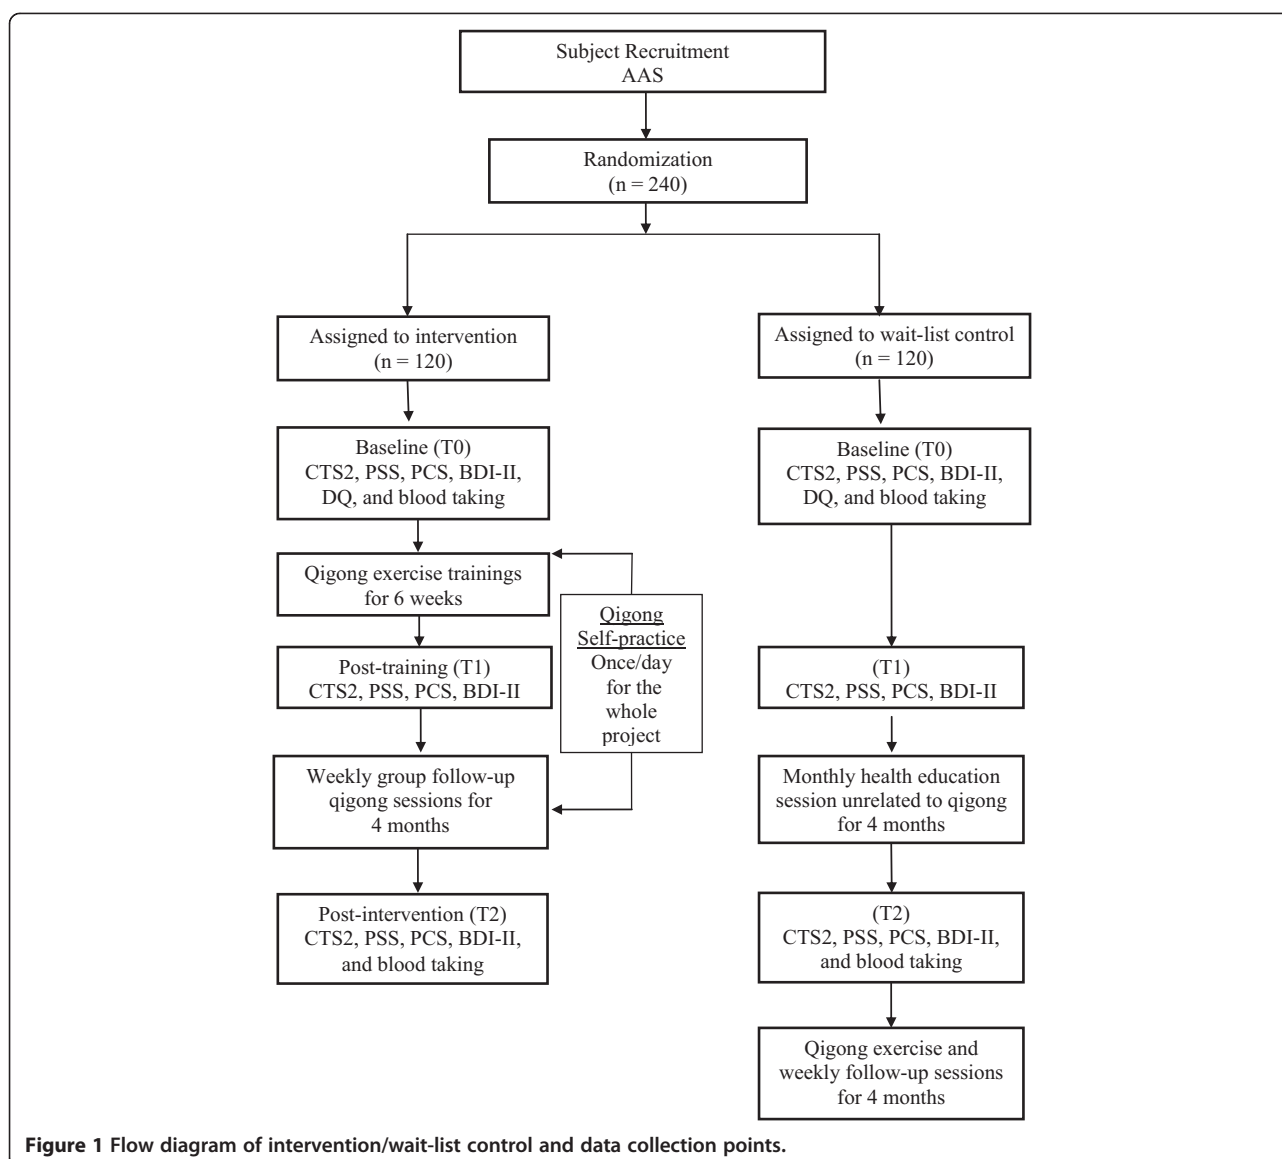 Subject Recruitment
AAS
Randomization
(n = 240)
Assigned to intervention
(n = 120)
Assigned to wait-list control
(n = 120)
Baseline (T0)
CTS2, PSS, PCS, BDI-II,
DQ, and blood taking
Baseline (T0)
CTS2, PSS, PCS, BDI-II,
DQ, and blood taking
Qigong exercise trainings
for 6 weeks
Qigong
Self-practice
Once/day
for the
whole
project
Post-training (T1)
CTS2, PSS, PCS, BDI-II
(T1)
CTS2, PSS, PCS, BDI-II
Weekly group follow-up
qigong sessions for
4 months
Monthly health education
session unrelated to qigong
for 4 months
Post-intervention (T2)
CTS2, PSS, PCS, BDI-II,
and blood taking
(T2)
CTS2, PSS, PCS, BDI-II,
and blood taking
Qigong exercise and
weekly follow-up sessions
for 4 months
Figure 1 Flow diagram of intervention/wait-list control and data collection points.